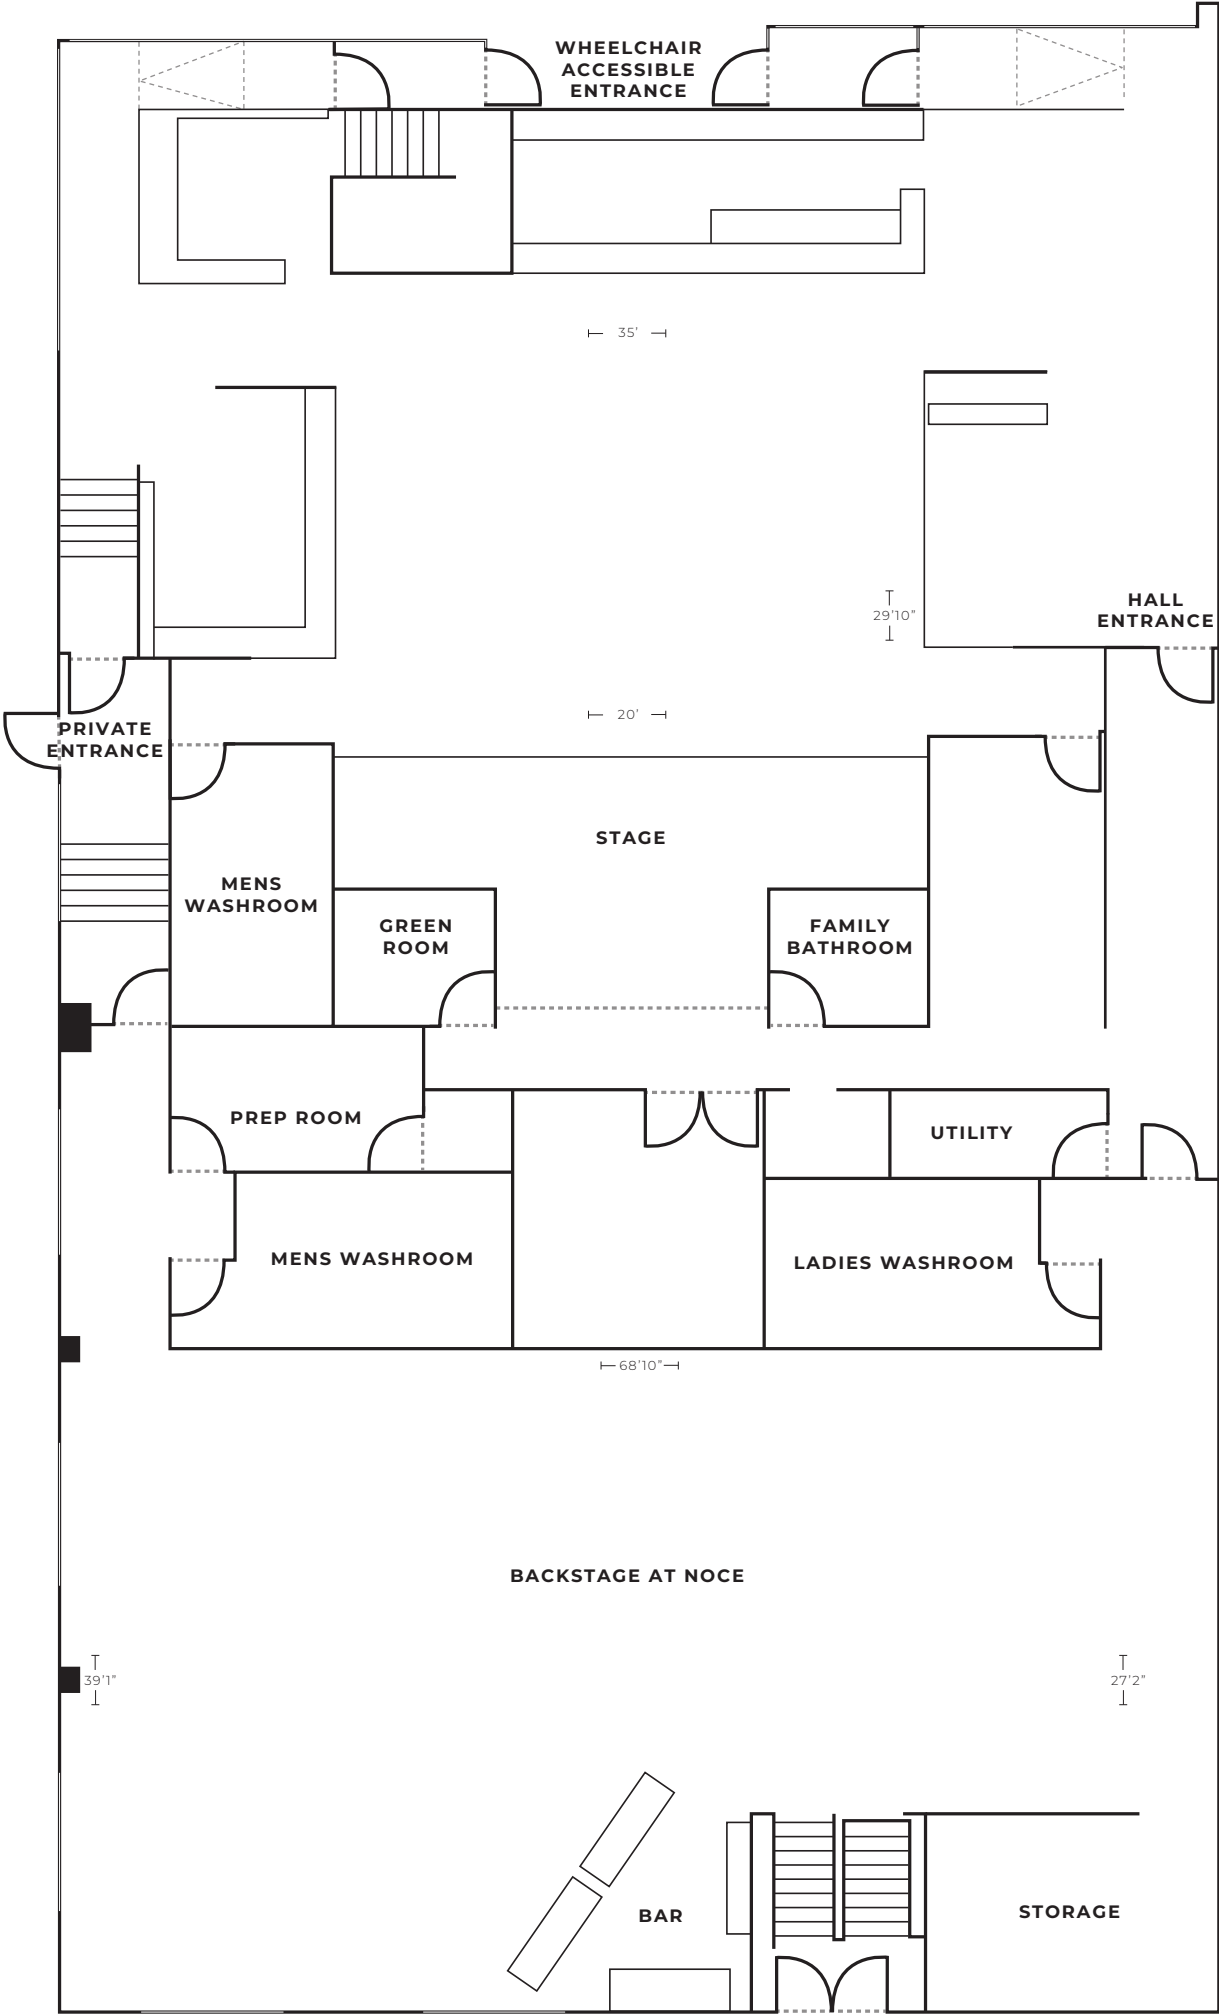 WHEELCHAIR
ACCESSIBLE
ENTRANCE
35'
29'10"
HALL
ENTRANCE
20'
PRIVATE
ENTRANCE
STAGE
MENS
WASHROOM
GREEN
ROOM
FAMILY
BATHROOM
PREP ROOM
UTILITY
MENS WASHROOM
LADIES WASHROOM
68'10"
BACKSTAGE AT NOCE
39'1"
27'2"
BAR
STORAGE